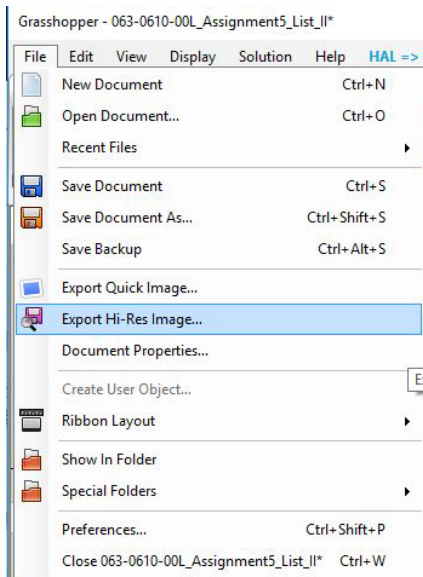 Grasshopper - 063-0610-00L_Assignment5_List_II*
File Edit View Display Solution Help HAL =>
New Document Ctrl+N
Open Document... Ctrl+O
Recent Files
Save Document Ctrl+S
Save Document As... Ctrl+Shift+S
Save Backup Ctrl+Alt+S
Export Quick Image...
Export Hi-Res Image...
Document Properties...
Create User Object...
Ribbon Layout
Show In Folder
Special Folders
Preferences... Ctrl+Shift+P
Close 063-0610-00L_Assignment5_List_II* Ctrl+W